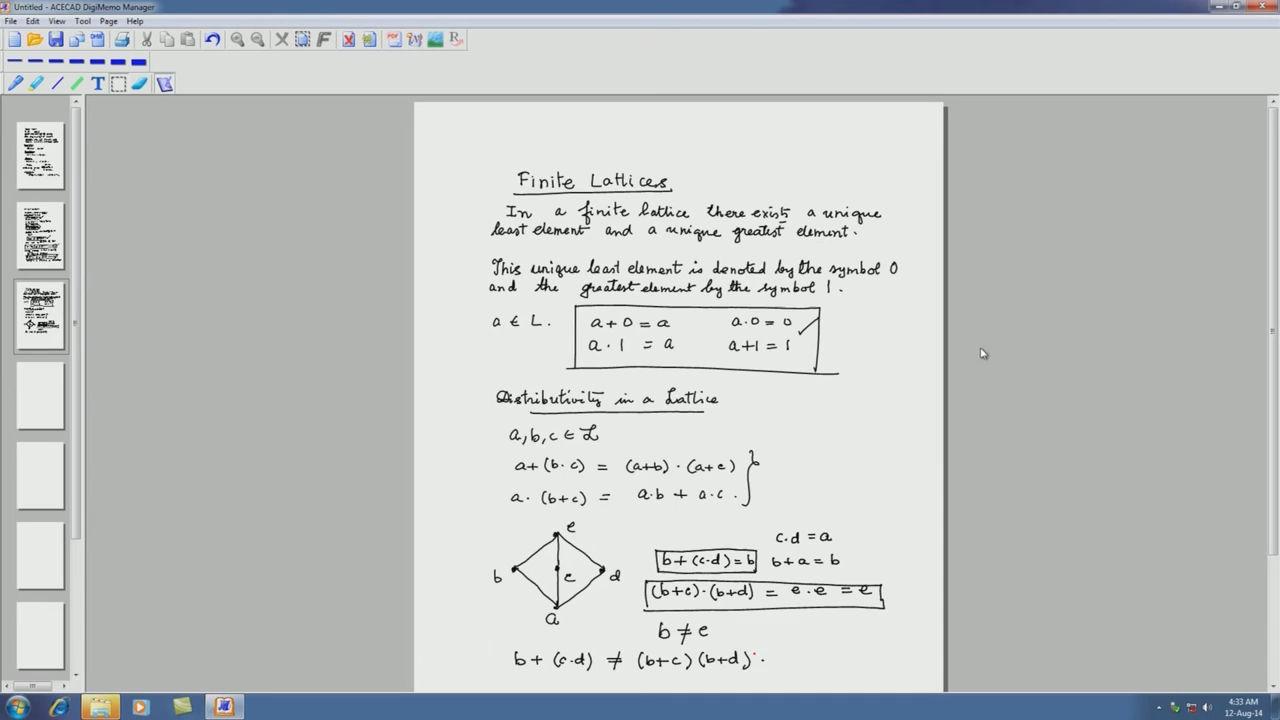 Untitled - ACECAD DigiMemo Manager
File Edit View Tool Page Help
Finite Lattices
In a finite lattice there exists a unique
least element and a unique greatest element.
This unique least element is denoted by the symbol 0
and the greatest element by the symbol 1.
a ∈ L. a + 0 = a a·0 = 0
a · 1 = a a+1 = 1
Distributivity in a Lattice
a, b, c ∈ L
a+(b·c) = (a+b)·(a+c)
a·(b+c) = a·b + a·c.
e
b c d
a
c.d = a
b+(c·d)=b b+a=b
(b+c)·(b+d) = e·e = e
b ≠ e
b+(c·d) ≠ (b+c)(b+d).
4:33 AM
12-Aug-14